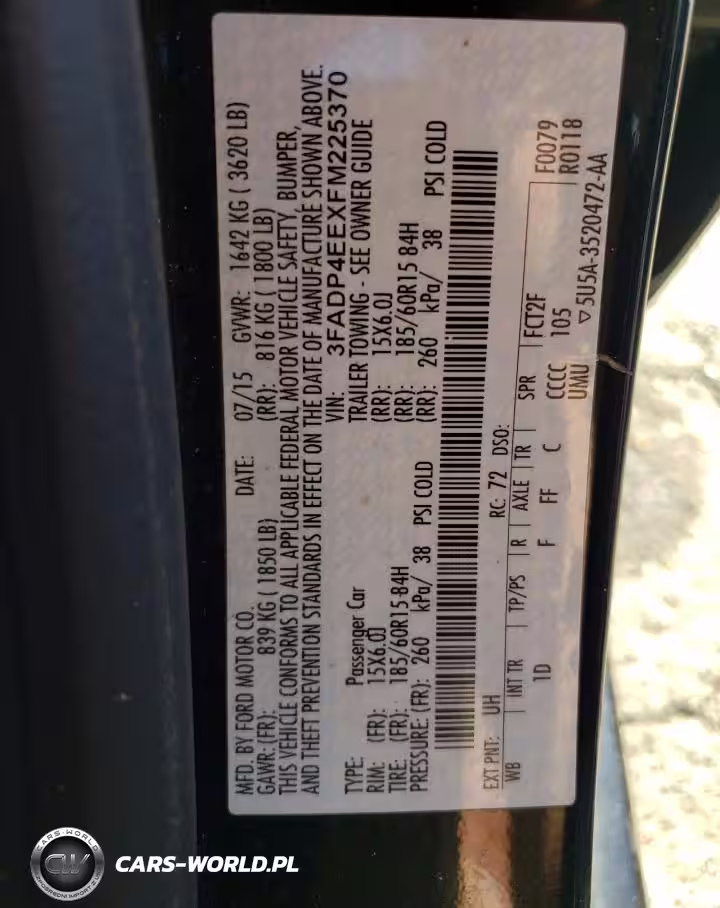 MFD. BY FORD MOTOR CO.
DATE: 07/15 GVWR: 1642 KG ( 3620 LB)
GAWR: (FR): 839 KG ( 1850 LB) (RR): 816 KG ( 1800 LB)
THIS VEHICLE CONFORMS TO ALL APPLICABLE FEDERAL MOTOR VEHICLE SAFETY, BUMPER,
AND THEFT PREVENTION STANDARDS IN EFFECT ON THE DATE OF MANUFACTURE SHOWN ABOVE.
VIN: 3FADP4EEXFM225370
TYPE: Passenger Car TRAILER TOWING - SEE OWNER GUIDE
RIM: (FR): 15X6.0J (RR): 15X6.0J
TIRE: (FR): 185/60R15 84H (RR): 185/60R15 84H
PRESSURE: (FR): 260 kPa/ 38 PSI COLD (RR): 260 kPa/ 38 PSI COLD
EXT PNT: UH RC: 72 DSO:
WB INT TR TP/PS R AXLE TR SPR FCT2F F0079
1D F FF C CCCC 105 R0118
UMU ▽5U5A-3520472-AA
CARS-WORLD
CW
CARS-WORLD.PL